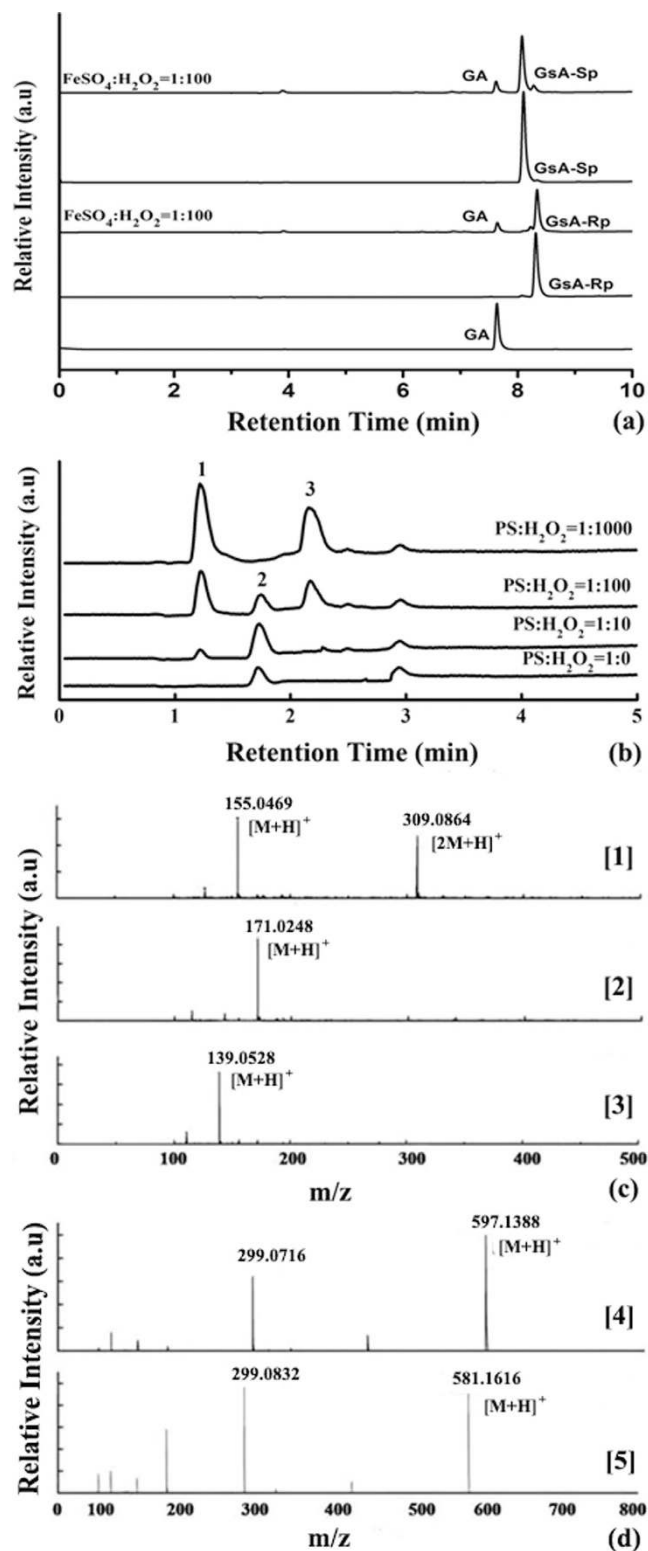 FeSO₄:H₂O₂=1:100
GA
GsA-Sp
GsA-Sp
FeSO₄:H₂O₂=1:100
GA
GsA-Rp
GsA-Rp
GA
Relative Intensity (a.u)
0 2 4 6 8 10
Retention Time (min)
(a)
1
3
PS:H₂O₂=1:1000
2
PS:H₂O₂=1:100
PS:H₂O₂=1:10
PS:H₂O₂=1:0
Relative Intensity (a.u)
0 1 2 3 4 5
Retention Time (min)
(b)
155.0469
[M+H]⁺
309.0864
[2M+H]⁺
[1]
171.0248
[M+H]⁺
[2]
139.0528
[M+H]⁺
[3]
Relative Intensity (a.u)
0 100 200 300 400 500
m/z
(c)
299.0716
597.1388
[M+H]⁺
[4]
299.0832
581.1616
[M+H]⁺
[5]
Relative Intensity (a.u)
0 100 200 300 400 500 600 700 800
m/z
(d)